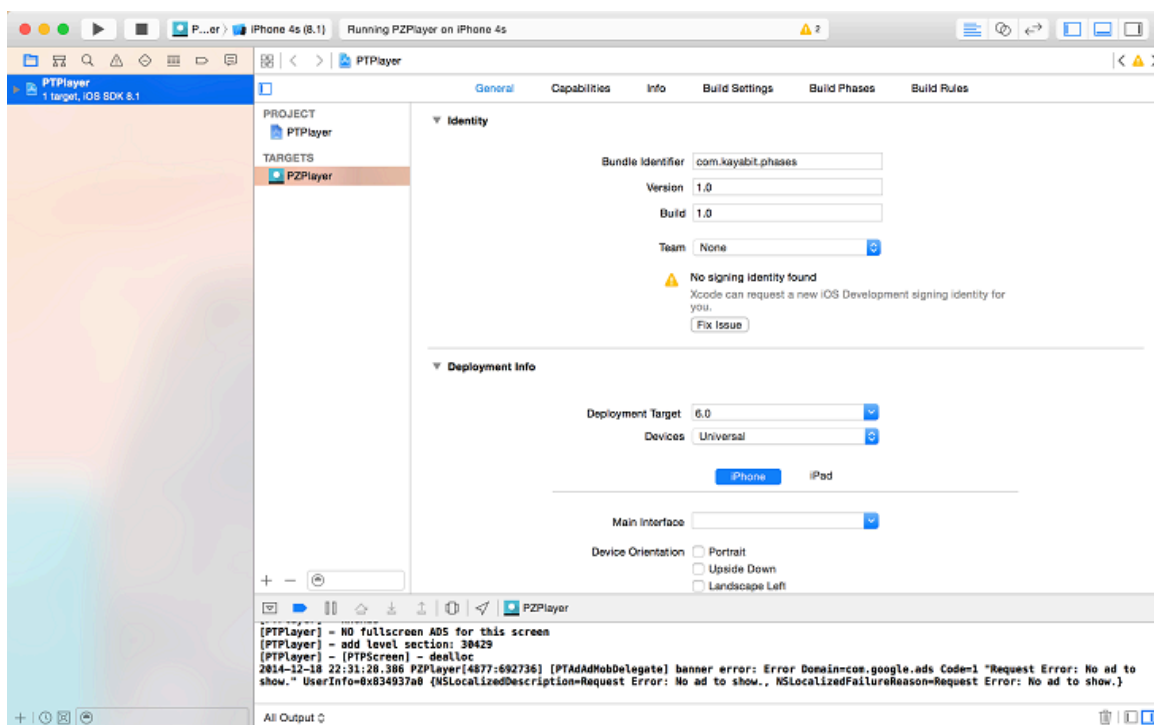 P...er iPhone 4s (8.1) Running PZPlayer on iPhone 4s 2
PTPlayer
PTPlayer
1 target, iOS SDK 8.1
General Capabilities Info Build Settings Build Phases Build Rules
PROJECT
PTPlayer
TARGETS
PZPlayer
Identity
Bundle Identifier com.kayabit.phases
Version 1.0
Build 1.0
Team None
No signing identity found
Xcode can request a new iOS Development signing identity for
you.
Fix Issue
Deployment Info
Deployment Target 6.0
Devices Universal
iPhone iPad
Main Interface
Device Orientation Portrait
Upside Down
Landscape Left
PZPlayer
[PTPlayer] - NO fullscreen ADS for this screen
[PTPlayer] - add level section: 30429
[PTPlayer] - [PTPScreen] - dealloc
2014-12-18 22:31:28.386 PZPlayer[4877:692736] [PTAdAdMobDelegate] banner error: Error Domain=com.google.ads Code=1 "Request Error: No ad to
show." UserInfo=0x834937a0 {NSLocalizedDescription=Request Error: No ad to show., NSLocalizedFailureReason=Request Error: No ad to show.}
All Output